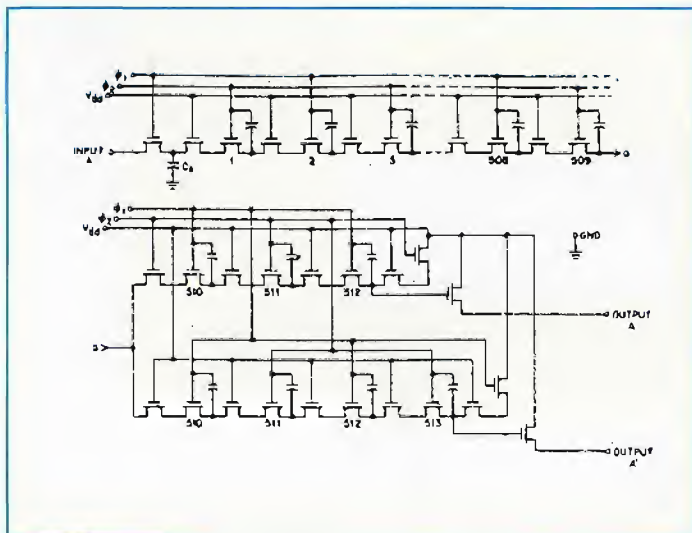 ϕ₁
ϕ₂
Vdd
INPUT
A
Cs
1
2
3
508
509
a
ϕ₁
ϕ₂
Vdd
GND
510
511
512
OUTPUT
A
a
510
511
512
513
OUTPUT
A'